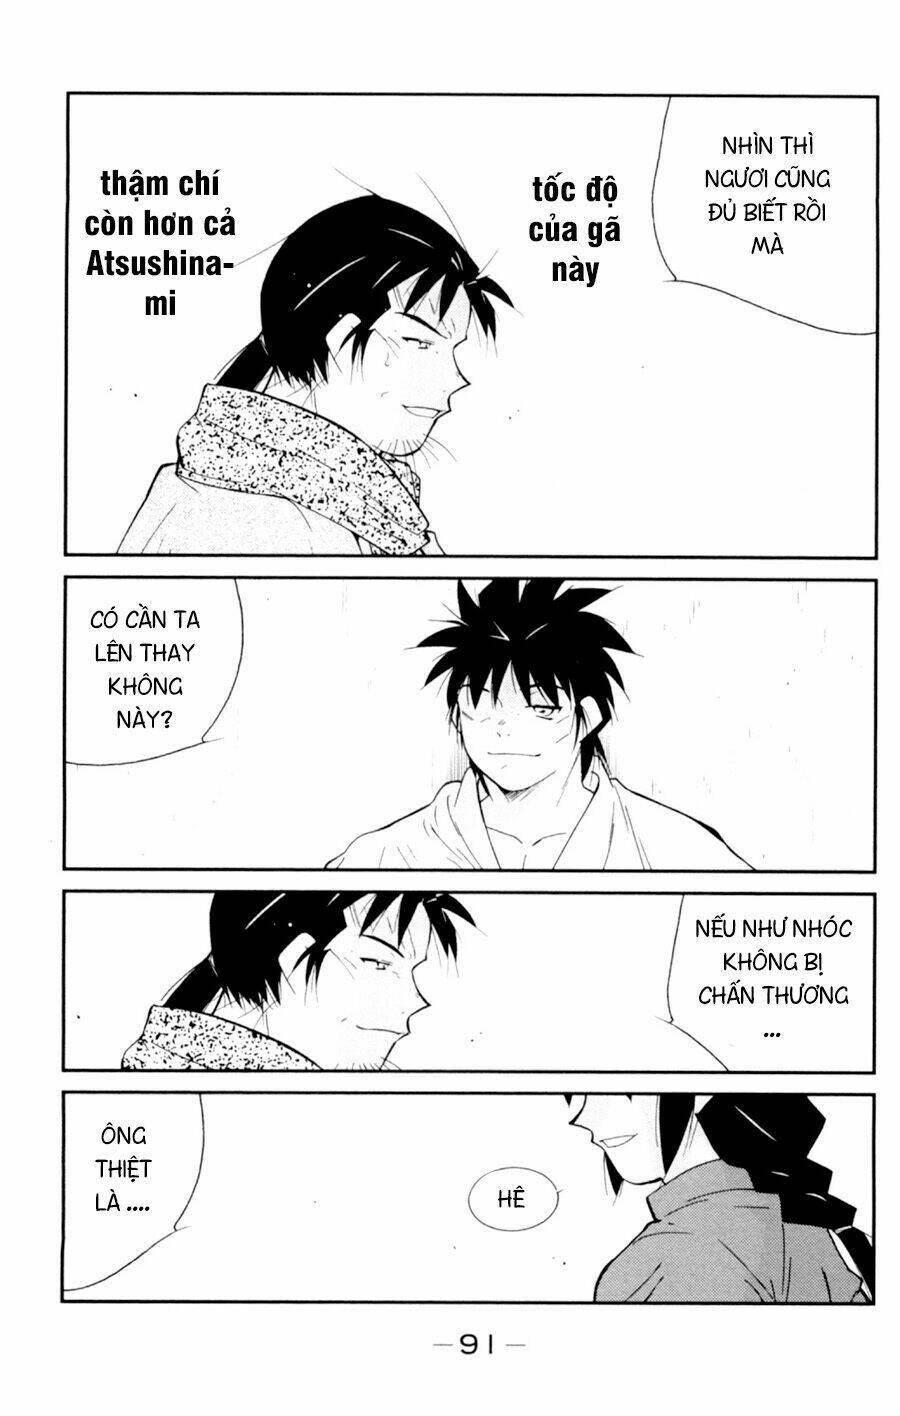 NHÌN THÌ
NGƯƠI CŨNG
ĐỦ BIẾT RỒI
MÀ
tốc độ
của gã
này
thậm chí
còn hơn cả
Atsushina-
mi
CÓ CẦN TA
LÊN THAY
KHÔNG
NÀY?
NẾU NHƯ NHÓC
KHÔNG BỊ
CHẤN THƯƠNG
...
HÊ
ÔNG
THIỆT
LÀ ....
—91—